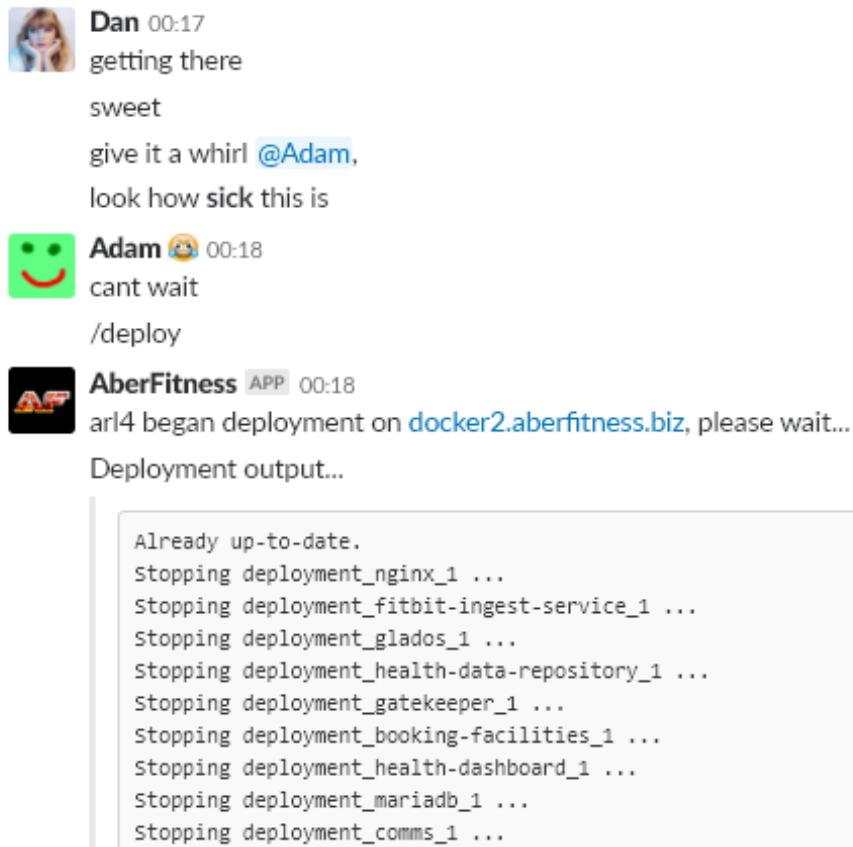 Dan 00:17
getting there
sweet
give it a whirl @Adam,
look how sick this is
Adam 😹 00:18
cant wait
/deploy
AF
AberFitness APP 00:18
arl4 began deployment on docker2.aberfitness.biz, please wait...
Deployment output...
Already up-to-date.
Stopping deployment_nginx_1 ...
Stopping deployment_fitbit-ingest-service_1 ...
Stopping deployment_glados_1 ...
Stopping deployment_health-data-repository_1 ...
Stopping deployment_gatekeeper_1 ...
Stopping deployment_booking-facilities_1 ...
Stopping deployment_health-dashboard_1 ...
Stopping deployment_mariadb_1 ...
Stopping deployment_comms_1 ...